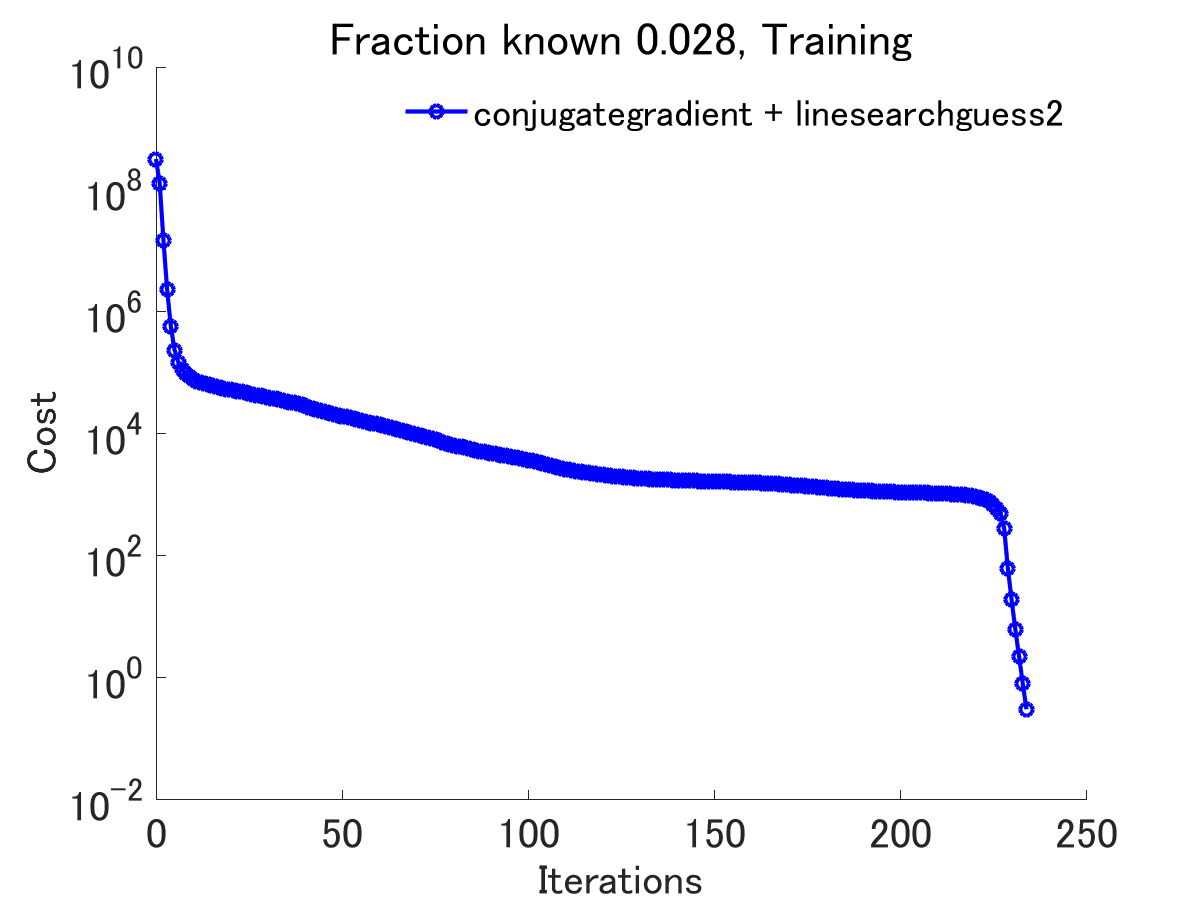 Fraction known 0.028, Training
conjugategradient + linesearchguess2
10^10
10^8
10^6
10^4
10^2
10^0
10^−2
Cost
0 50 100 150 200 250
Iterations